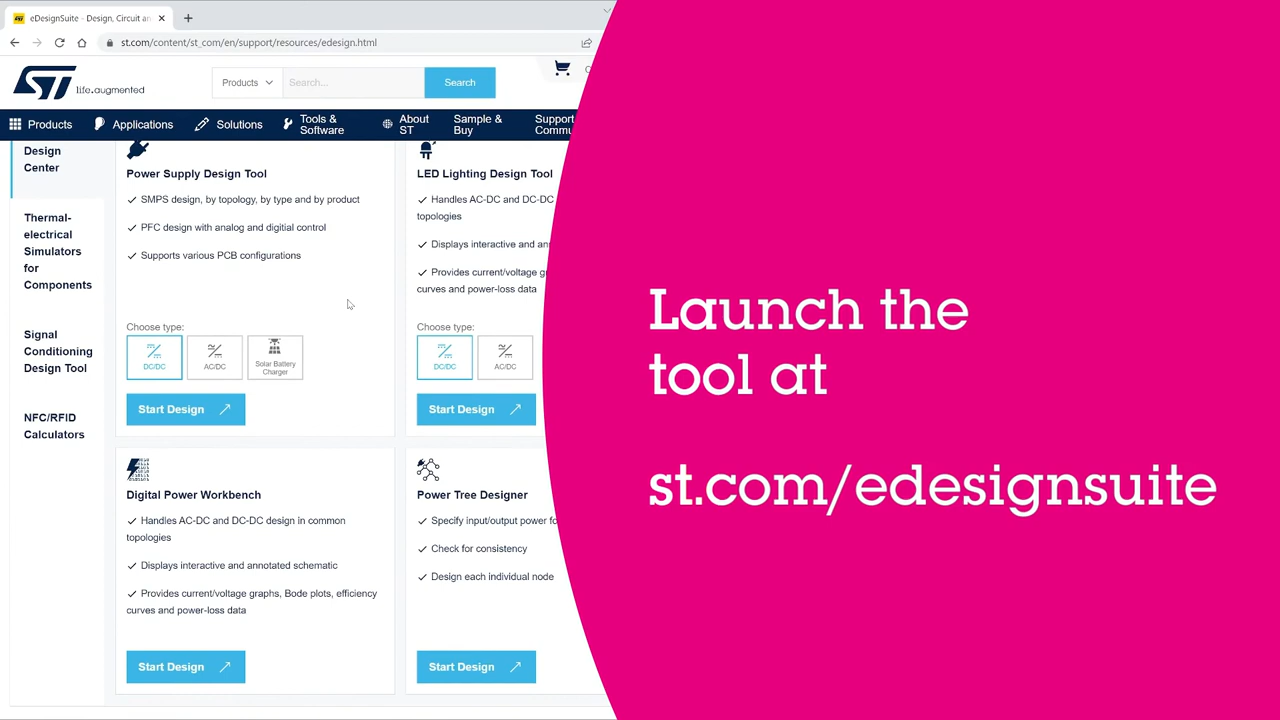 eDesignSuite - Design, Circuit an
st.com/content/st_com/en/support/resources/edesign.html
ST life.augmented
Products
Search...
Search
Products
Applications
Solutions
Tools & Software
About ST
Sample & Buy
Support
Commu
Design Center
Thermal-
electrical
Simulators
for
Components
Signal
Conditioning
Design Tool
NFC/RFID
Calculators
Power Supply Design Tool
SMPS design, by topology, by type and by product
PFC design with analog and digitial control
Supports various PCB configurations
Choose type:
DC/DC
AC/DC
Solar Battery
Charger
Start Design
LED Lighting Design Tool
Handles AC-DC and DC-DC
topologies
Displays interactive and an
Provides current/voltage g
curves and power-loss data
Choose type:
DC/DC
AC/DC
Start Design
Digital Power Workbench
Handles AC-DC and DC-DC design in common
topologies
Displays interactive and annotated schematic
Provides current/voltage graphs, Bode plots, efficiency
curves and power-loss data
Start Design
Power Tree Designer
Specify input/output power fo
Check for consistency
Design each individual node
Start Design
Launch the
tool at
st.com/edesignsuite